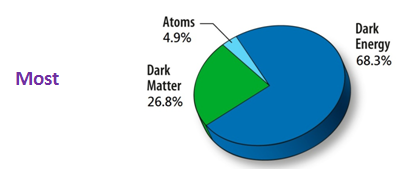 Most
Atoms
4.9%
Dark
Energy
68.3%
Dark
Matter
26.8%